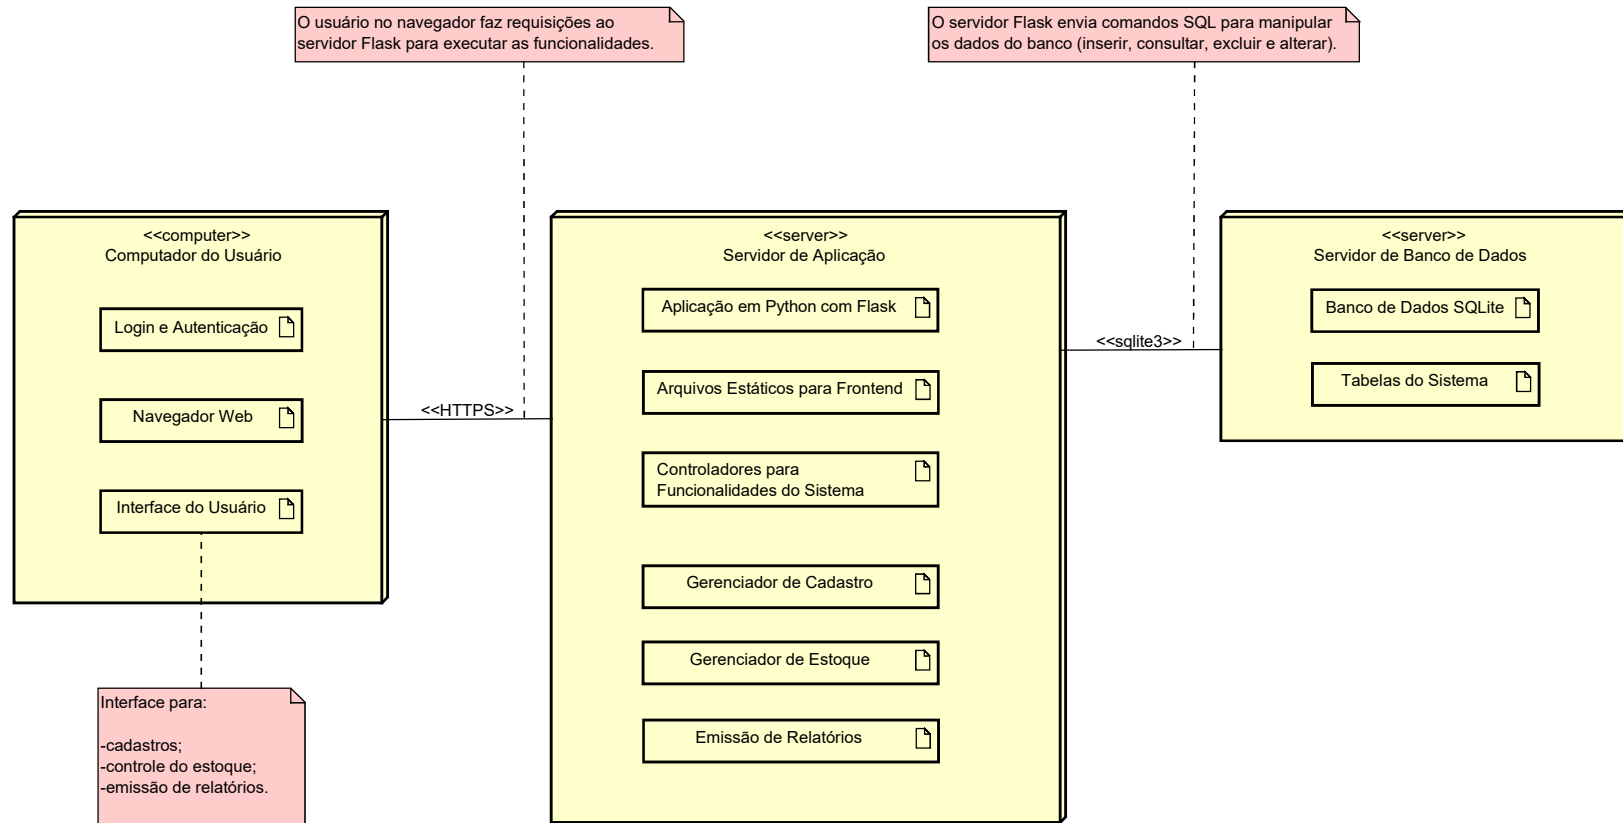 O usuário no navegador faz requisições ao
servidor Flask para executar as funcionalidades.
O servidor Flask envia comandos SQL para manipular
os dados do banco (inserir, consultar, excluir e alterar).
<<computer>>
Computador do Usuário
Login e Autenticação
Navegador Web
Interface do Usuário
<<HTTPS>>
<<server>>
Servidor de Aplicação
Aplicação em Python com Flask
Arquivos Estáticos para Frontend
Controladores para
Funcionalidades do Sistema
Gerenciador de Cadastro
Gerenciador de Estoque
Emissão de Relatórios
<<sqlite3>>
<<server>>
Servidor de Banco de Dados
Banco de Dados SQLite
Tabelas do Sistema
Interface para:
-cadastros;
-controle do estoque;
-emissão de relatórios.